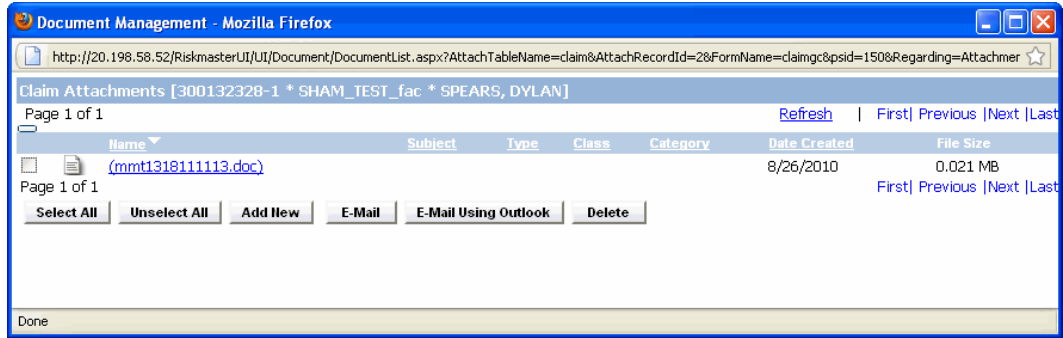 Document Management - Mozilla Firefox
http://20.198.58.52/RiskmasterUI/UI/Document/DocumentList.aspx?AttachTableName=claim&AttachRecordId=2&FormName=claimgc&psid=150&Regarding=Attachmer
Claim Attachments [300132328-1 * SHAM_TEST_fac * SPEARS, DYLAN]
Page 1 of 1 Refresh | First| Previous |Next |Last
Name Subject Type Class Category Date Created File Size
(mmt1318111113.doc) 8/26/2010 0.021 MB
Page 1 of 1 First| Previous |Next |Last
Select All Unselect All Add New E-Mail E-Mail Using Outlook Delete
Done